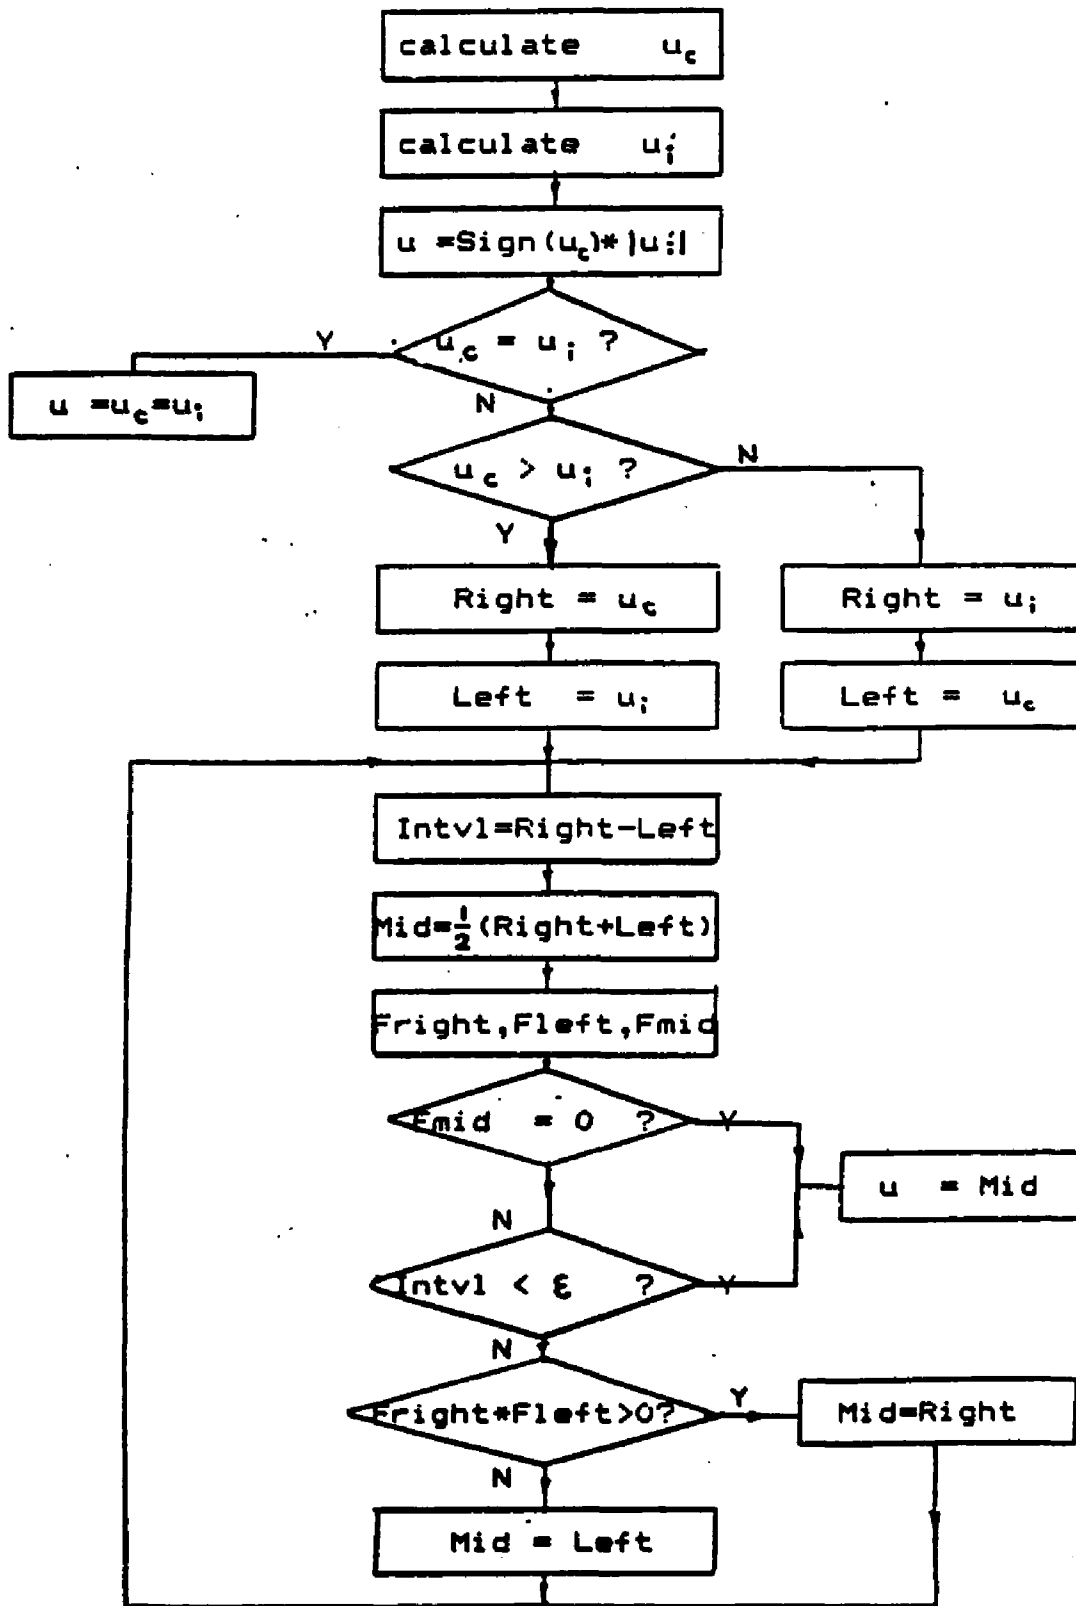 calculate u_c
calculate u_i'
u =Sign(u_c)*|u_i'|
u_c = u_i ?
Y
u =u_c=u_i
N
u_c > u_i ?
N
Y
Right = u_c
Right = u_i
Left = u_i
Left = u_c
Intvl=Right-Left
Mid=½(Right+Left)
Fright,Fleft,Fmid
Fmid = 0 ?
Y
u = Mid
N
Intvl < ε ?
Y
N
Fright*Fleft>0?
Y
Mid=Right
N
Mid = Left